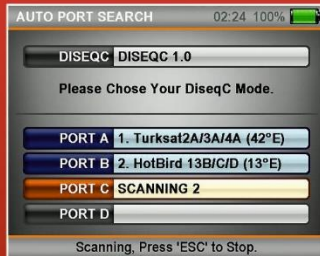 AUTO PORT SEARCH 02:24 100%
DISEQC DISEQC 1.0
Please Chose Your DiseqC Mode.
PORT A 1. Turksat2A/3A/4A (42°E)
PORT B 2. HotBird 13B/C/D (13°E)
PORT C SCANNING 2
PORT D
Scanning, Press 'ESC' to Stop.